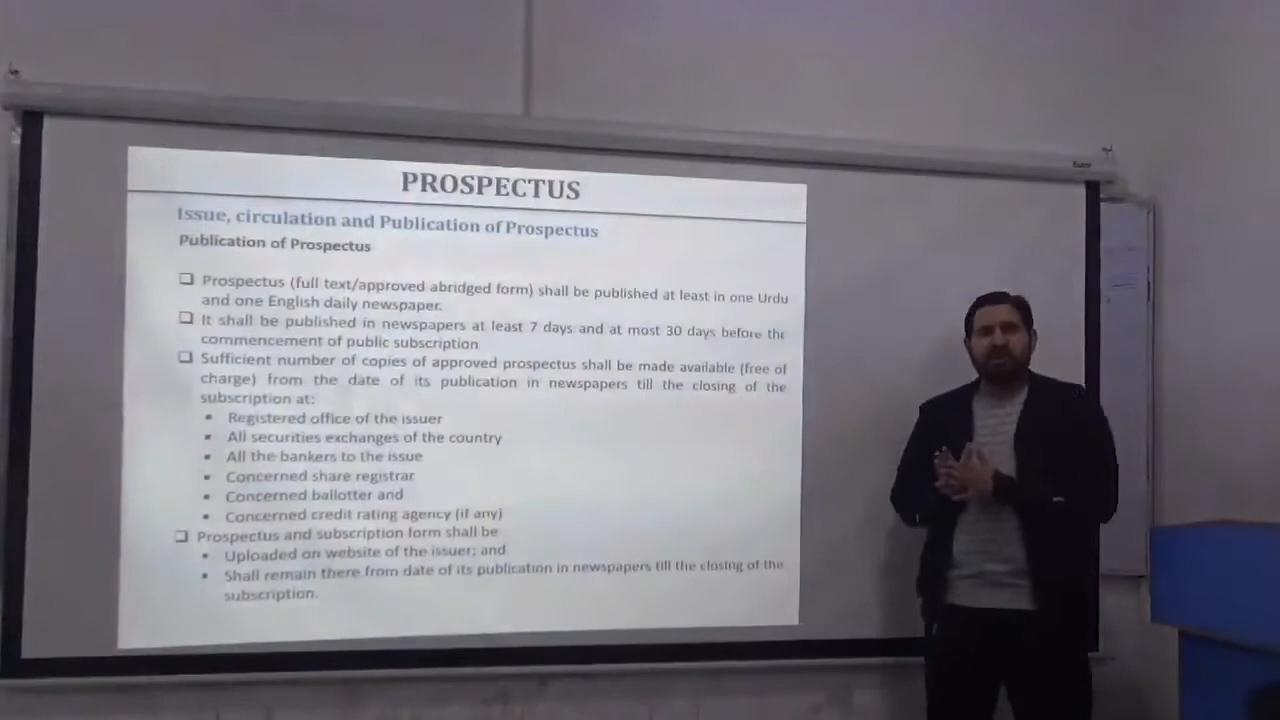 PROSPECTUS
Issue, circulation and Publication of Prospectus
Publication of Prospectus
❑ Prospectus (full text/approved abridged form) shall be published at least in one Urdu
and one English daily newspaper.
❑ It shall be published in newspapers at least 7 days and at most 30 days before the
commencement of public subscription
❑ Sufficient number of copies of approved prospectus shall be made available (free of
charge) from the date of its publication in newspapers till the closing of the
subscription at:
▪ Registered office of the issuer
▪ All securities exchanges of the country
▪ All the bankers to the issue
▪ Concerned share registrar
▪ Concerned ballotter and
▪ Concerned credit rating agency (if any)
❑ Prospectus and subscription form shall be
▪ Uploaded on website of the issuer; and
▪ Shall remain there from date of its publication in newspapers till the closing of the
subscription.